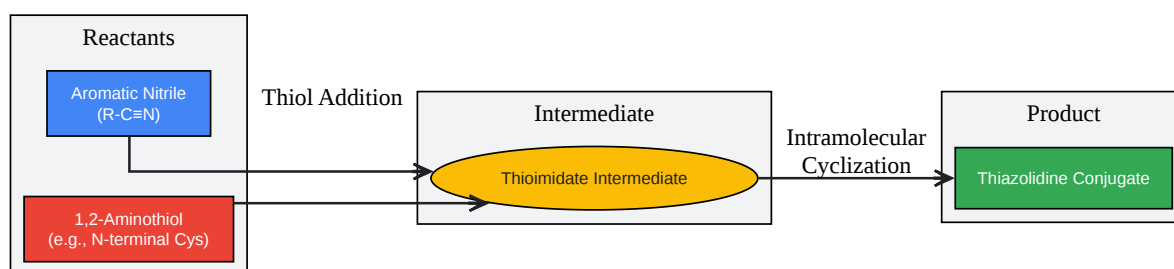 Reactants
Aromatic Nitrile
(R-C≡N)
1,2-Aminothiol
(e.g., N-terminal Cys)
Thiol Addition
Intermediate
Thioimidate Intermediate
Intramolecular
Cyclization
Product
Thiazolidine Conjugate